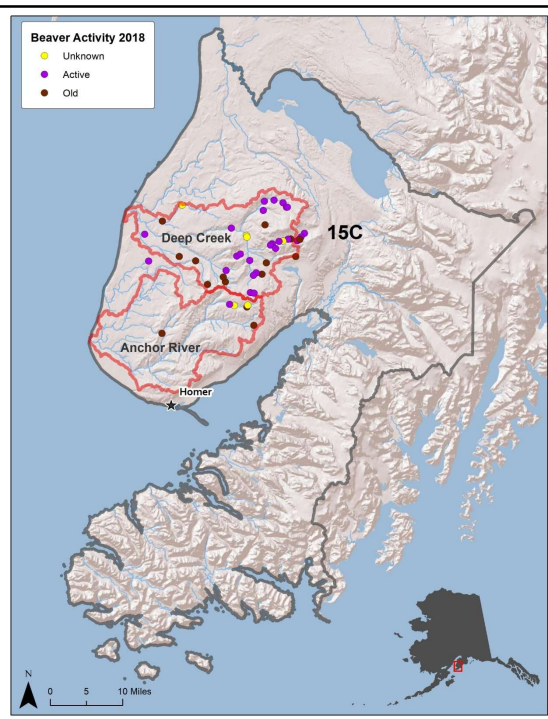 Beaver Activity 2018
Unknown
Active
Old
15C
Deep Creek
Anchor River
Homer
N
0 5 10 Miles